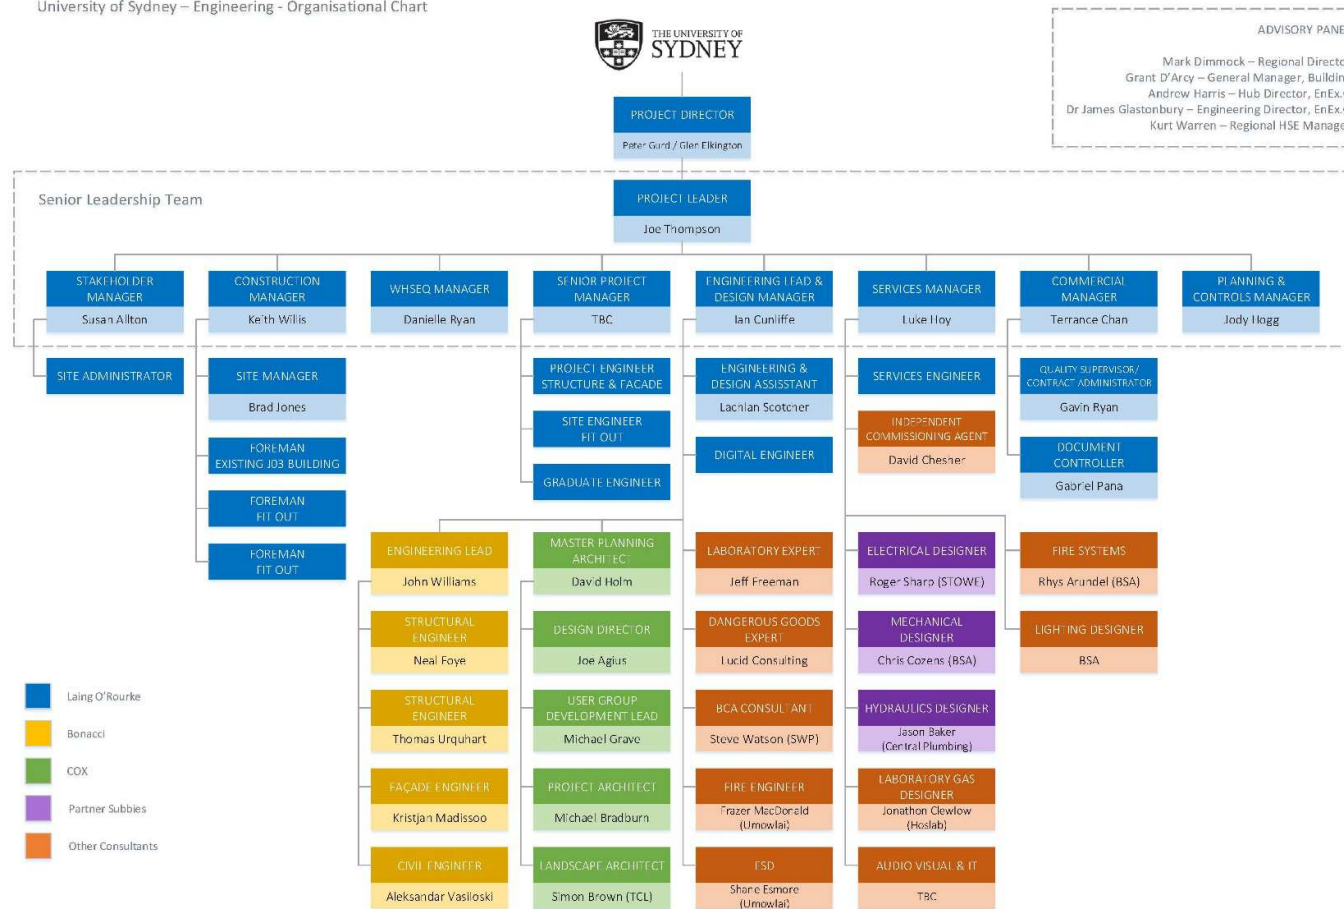 University of Sydney – Engineering - Organisational Chart
THE UNIVERSITY OF
SYDNEY
ADVISORY PANE
Mark Dimmock – Regional Directo
Grant D'Arcy – General Manager, Buildin
Andrew Harris – Hub Director, EnEx.
Dr James Glastonbury – Engineering Director, EnEx.
Kurt Warren – Regional HSE Manage
PROJECT DIRECTOR
Peter Gurd / Glen Elkington
Senior Leadership Team
PROJECT LEADER
Joe Thompson
STAKEHOLDER
MANAGER
Susan Allton
CONSTRUCTION
MANAGER
Keith Willis
WHSEQ MANAGER
Danielle Ryan
SENIOR PROJECT
MANAGER
TBC
ENGINEERING LEAD &
DESIGN MANAGER
Ian Cunliffe
SERVICES MANAGER
Luke Hoy
COMMERCIAL
MANAGER
Terrance Chan
PLANNING &
CONTROLS MANAGER
Jody Hogg
SITE ADMINISTRATOR
SITE MANAGER
Brad Jones
FOREMAN
EXISTING J03 BUILDING
FOREMAN
FIT OUT
FOREMAN
FIT OUT
PROJECT ENGINEER
STRUCTURE & FACADE
SITE ENGINEER
FIT OUT
GRADUATE ENGINEER
ENGINEERING &
DESIGN ASSISSTANT
Lachlan Scotcher
DIGITAL ENGINEER
SERVICES ENGINEER
INDEPENDENT
COMMISSIONING AGENT
David Chesher
QUALITY SUPERVISOR/
CONTRACT ADMINISTRATOR
Gavin Ryan
DOCUMENT
CONTROLLER
Gabriel Pana
ENGINEERING LEAD
John Williams
STRUCTURAL
ENGINEER
Neal Foye
STRUCTURAL
ENGINEER
Thomas Urquhart
FAÇADE ENGINEER
Kristjan Madissoo
CIVIL ENGINEER
Aleksandar Vasiloski
MASTER PLANNING
ARCHITECT
David Holm
DESIGN DIRECTOR
Joe Agius
USER GROUP
DEVELOPMENT LEAD
Michael Grave
PROJECT ARCHITECT
Michael Bradburn
LANDSCAPE ARCHITECT
Simon Brown (TCL)
LABORATORY EXPERT
Jeff Freeman
DANGEROUS GOODS
EXPERT
Lucid Consulting
BCA CONSULTANT
Steve Watson (SWP)
FIRE ENGINEER
Frazer MacDonald
(Umowlai)
ESD
Shane Esmore
(Umowlai)
ELECTRICAL DESIGNER
Roger Sharp (STOWE)
MECHANICAL
DESIGNER
Chris Cozens (BSA)
HYDRAULICS DESIGNER
Jason Baker
(Central Plumbing)
LABORATORY GAS
DESIGNER
Jonathon Clewlow
(Hoslab)
AUDIO VISUAL & IT
TBC
FIRE SYSTEMS
Rhys Arundel (BSA)
LIGHTING DESIGNER
BSA
Laing O'Rourke
Bonacci
COX
Partner Subbies
Other Consultants